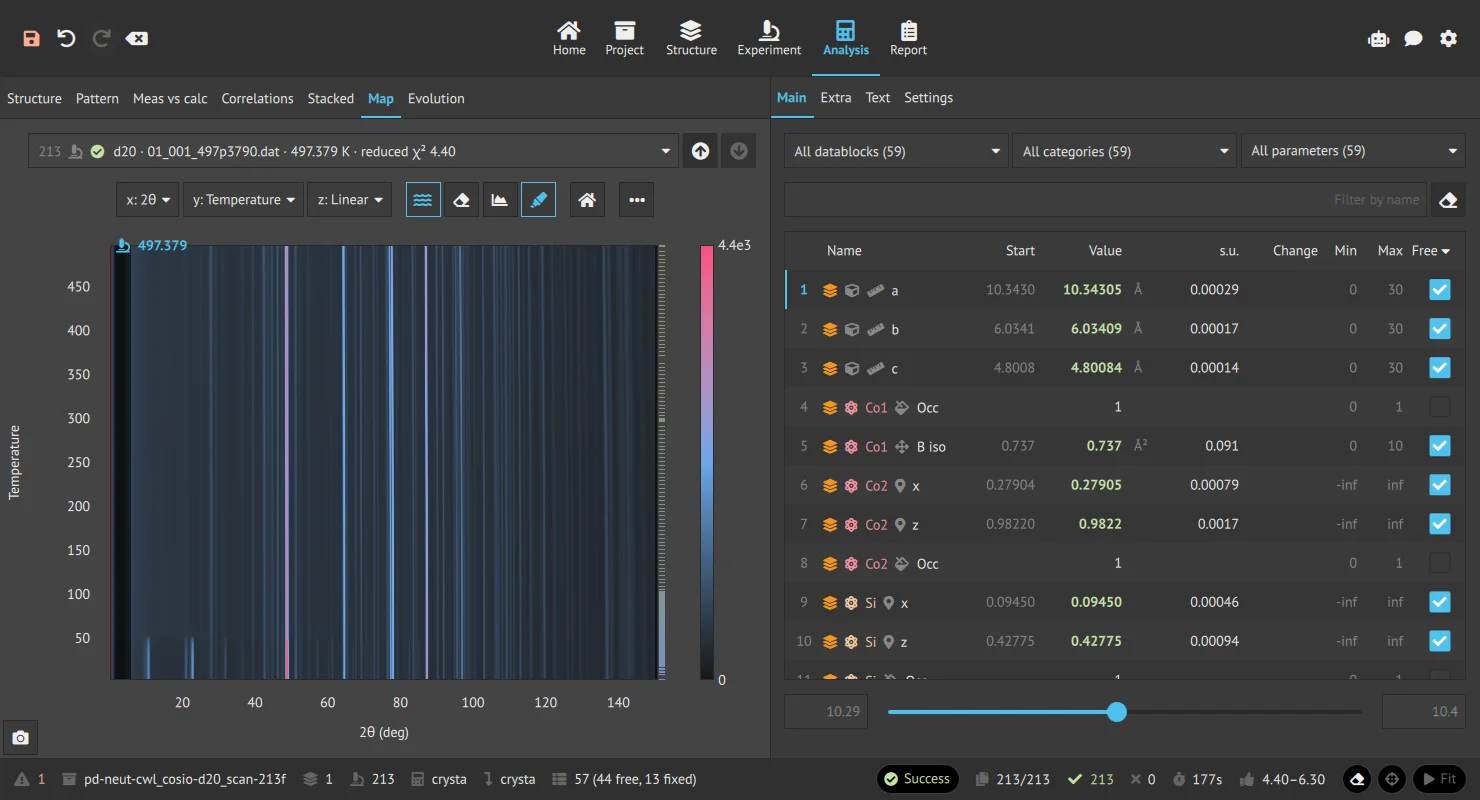 Home Project Structure Experiment Analysis Report
Structure Pattern Meas vs calc Correlations Stacked Map Evolution
Main Extra Text Settings
213 d20 · 01_001_497p3790.dat · 497.379 K · reduced χ² 4.40
All datablocks (59) All categories (59) All parameters (59)
x: 2θ y: Temperature z: Linear
Filter by name
497.379
4.4e3
450
400
350
300
250
200
150
100
50
0
Temperature
20 40 60 80 100 120 140
2θ (deg)
Name Start Value s.u. Change Min Max Free
1 a 10.3430 10.34305 Å 0.00029 0 30
2 b 6.0341 6.03409 Å 0.00017 0 30
3 c 4.8008 4.80084 Å 0.00014 0 30
4 Co1 Occ 1 0 1
5 Co1 B iso 0.737 0.737 Å² 0.091 0 10
6 Co2 x 0.27904 0.27905 0.00079 -inf inf
7 Co2 z 0.98220 0.9822 0.0017 -inf inf
8 Co2 Occ 1 0 1
9 Si x 0.09450 0.09450 0.00046 -inf inf
10 Si z 0.42775 0.42775 0.00094 -inf inf
11 Si Occ 1 0 1
10.29 10.4
1 pd-neut-cwl_cosio-d20_scan-213f 1 213 crysta crysta 57 (44 free, 13 fixed)
Success 213/213 213 0 177s 4.40–6.30 Fit